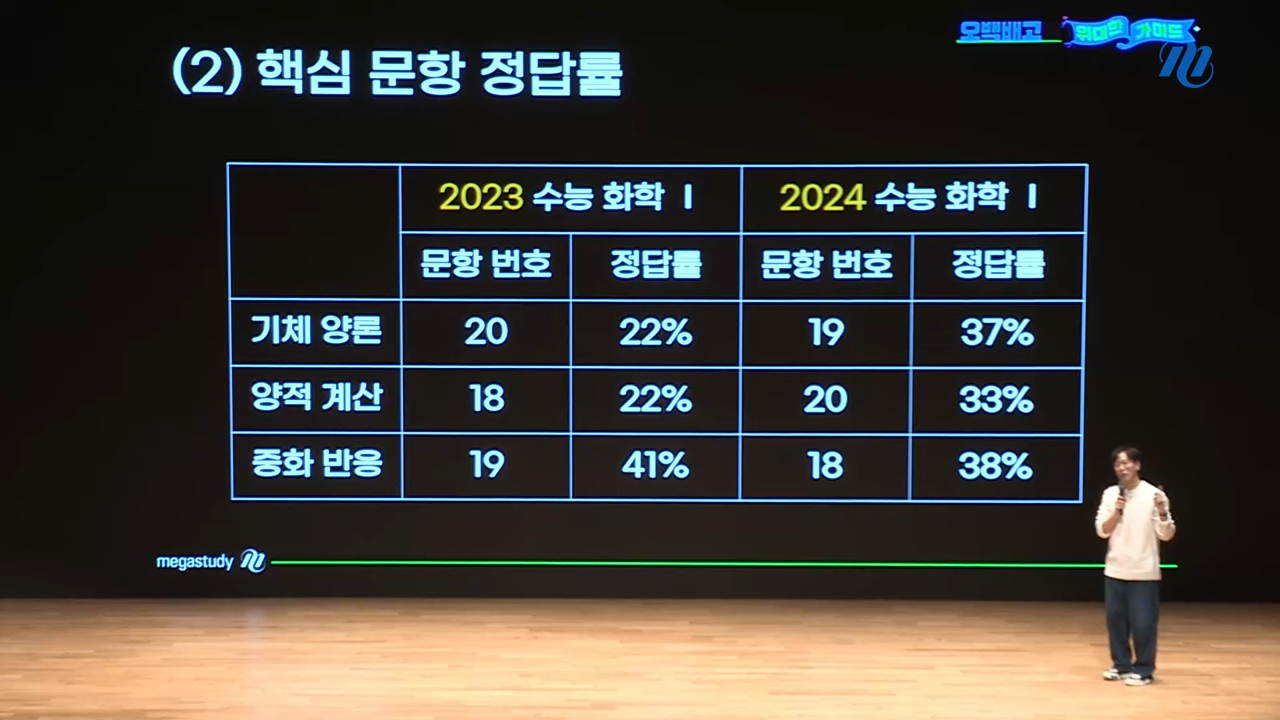 오백배고 위대한 가이드
(2) 핵심 문항 정답률
2023 수능 화학 I 2024 수능 화학 I
문항 번호 정답률 문항 번호 정답률
기체 양론 20 22% 19 37%
양적 계산 18 22% 20 33%
중화 반응 19 41% 18 38%
megastudy